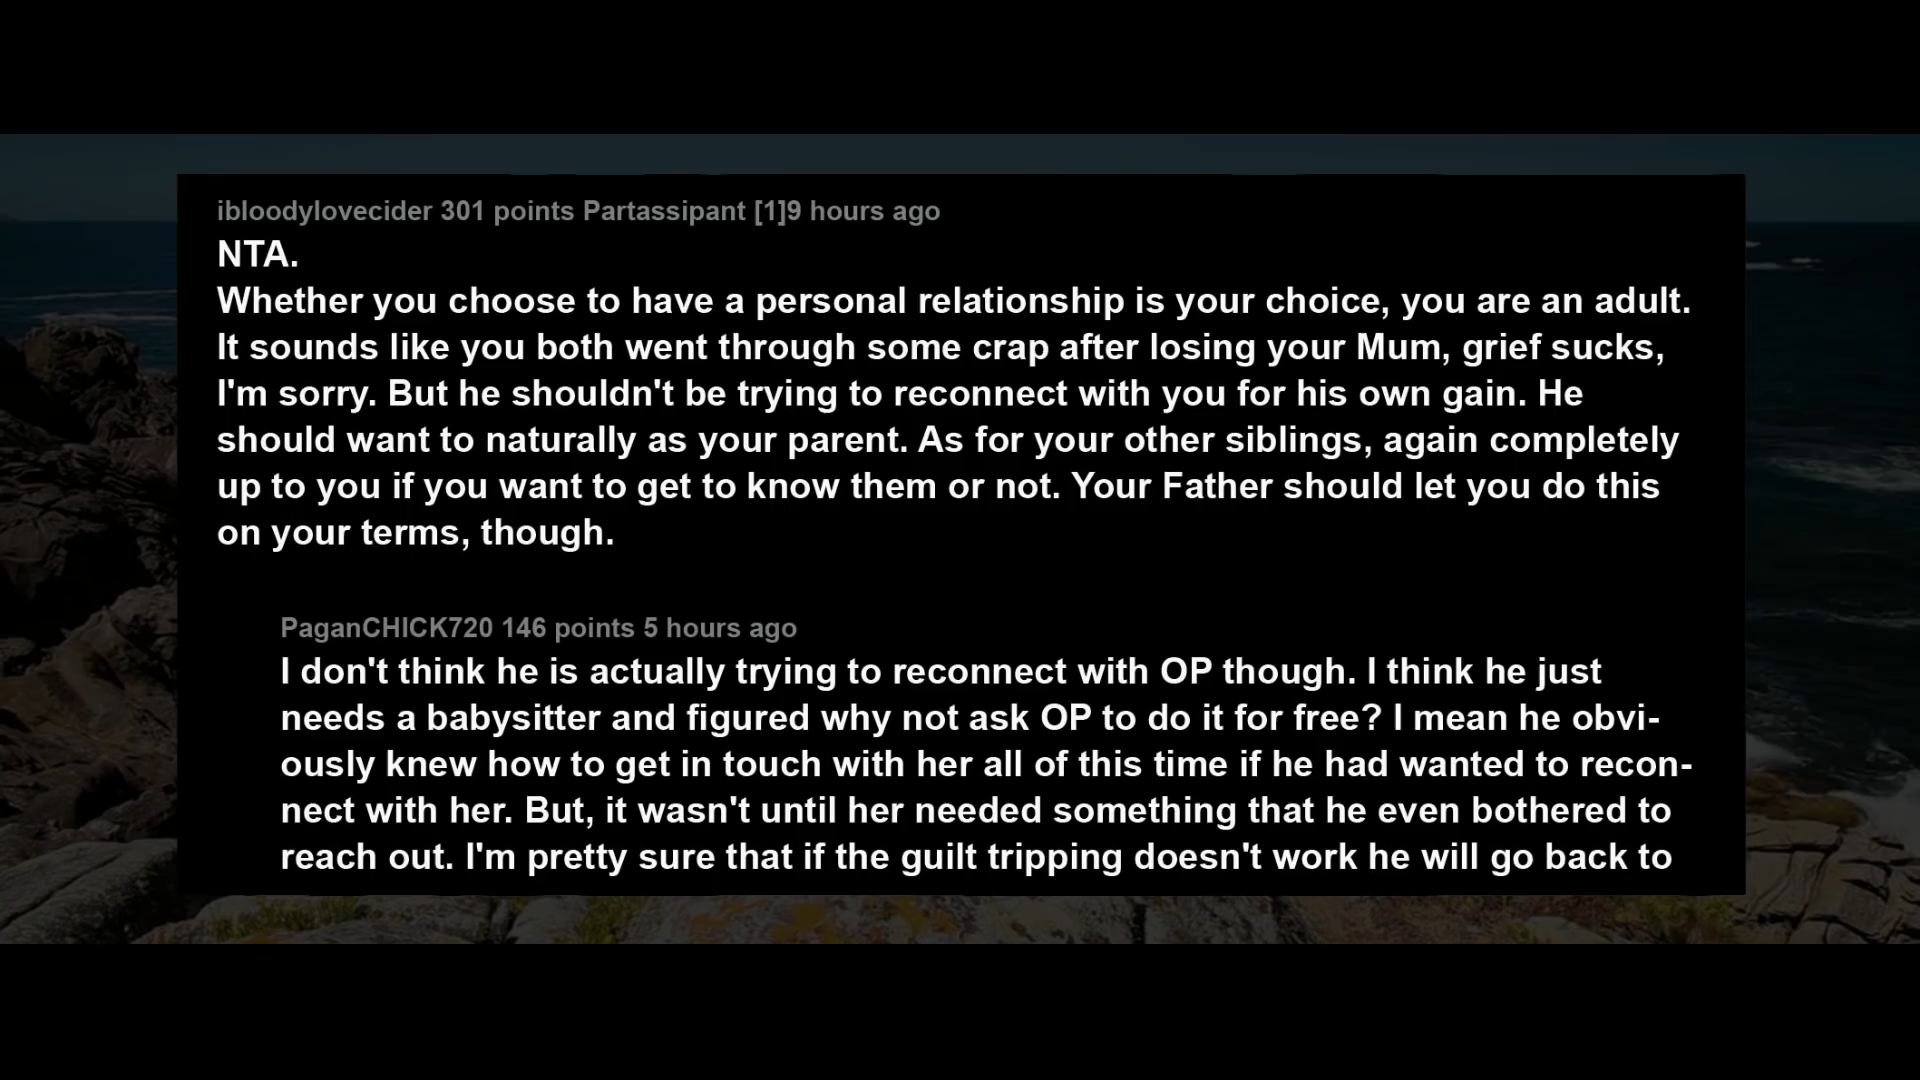 ibloodylovecider 301 points Partassipant [1]9 hours ago
NTA.
Whether you choose to have a personal relationship is your choice, you are an adult.
It sounds like you both went through some crap after losing your Mum, grief sucks,
I'm sorry. But he shouldn't be trying to reconnect with you for his own gain. He
should want to naturally as your parent. As for your other siblings, again completely
up to you if you want to get to know them or not. Your Father should let you do this
on your terms, though.
PaganCHICK720 146 points 5 hours ago
I don't think he is actually trying to reconnect with OP though. I think he just
needs a babysitter and figured why not ask OP to do it for free? I mean he obvi-
ously knew how to get in touch with her all of this time if he had wanted to recon-
nect with her. But, it wasn't until her needed something that he even bothered to
reach out. I'm pretty sure that if the guilt tripping doesn't work he will go back to